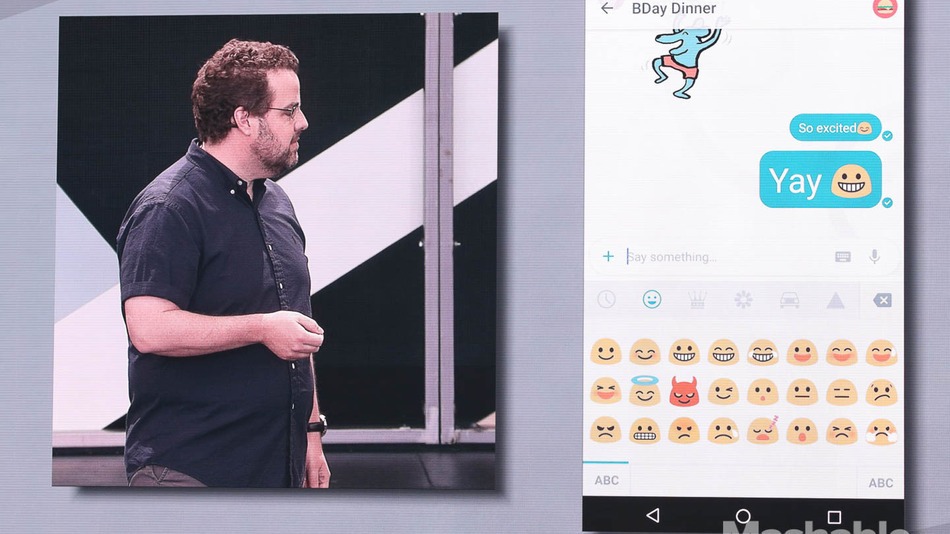 BDay Dinner
So excited
Yay
Say something...
ABC
ABC
Mashable